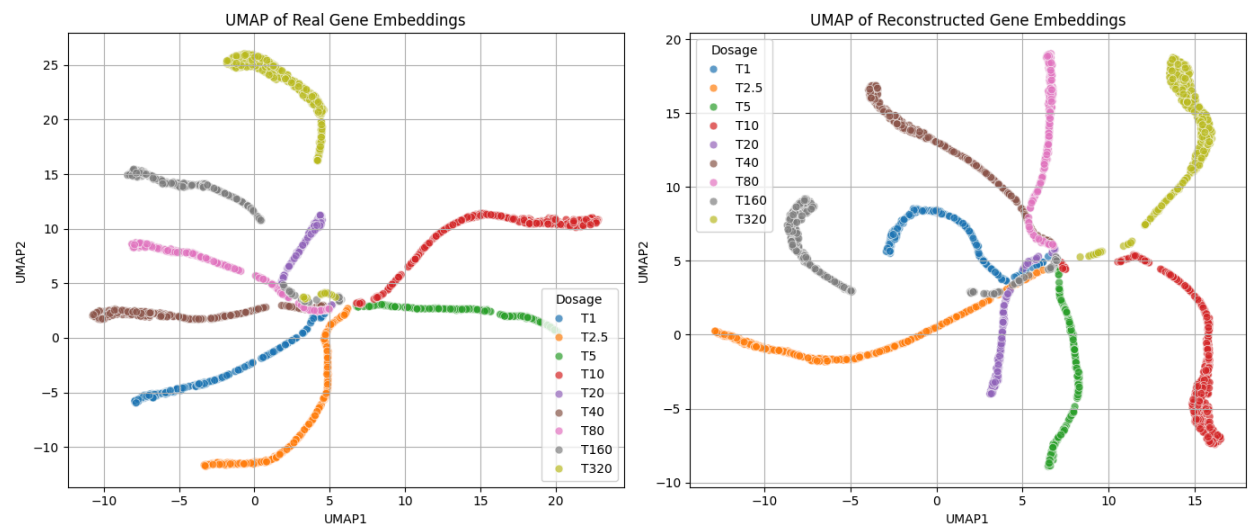 UMAP of Real Gene Embeddings
25
20
15
10
5
0
−5
−10
UMAP2
−10 −5 0 5 10 15 20
UMAP1
Dosage
T1
T2.5
T5
T10
T20
T40
T80
T160
T320
UMAP of Reconstructed Gene Embeddings
20
15
10
5
0
−5
−10
UMAP2
−10 −5 0 5 10 15
UMAP1
Dosage
T1
T2.5
T5
T10
T20
T40
T80
T160
T320